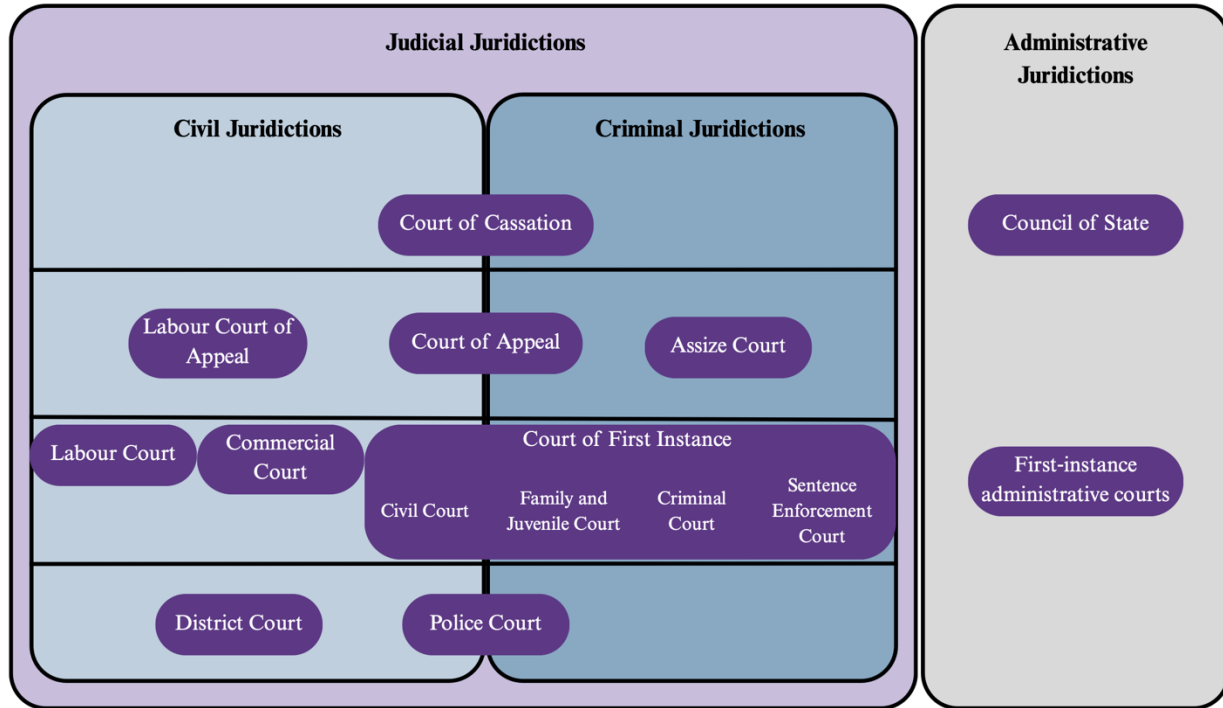 Judicial Juridictions
Administrative
Juridictions
Civil Juridictions
Criminal Juridictions
Court of Cassation
Council of State
Labour Court of
Appeal
Court of Appeal
Assize Court
Labour Court
Commercial
Court
Court of First Instance
Civil Court
Family and
Juvenile Court
Criminal
Court
Sentence
Enforcement
Court
First-instance
administrative courts
District Court
Police Court